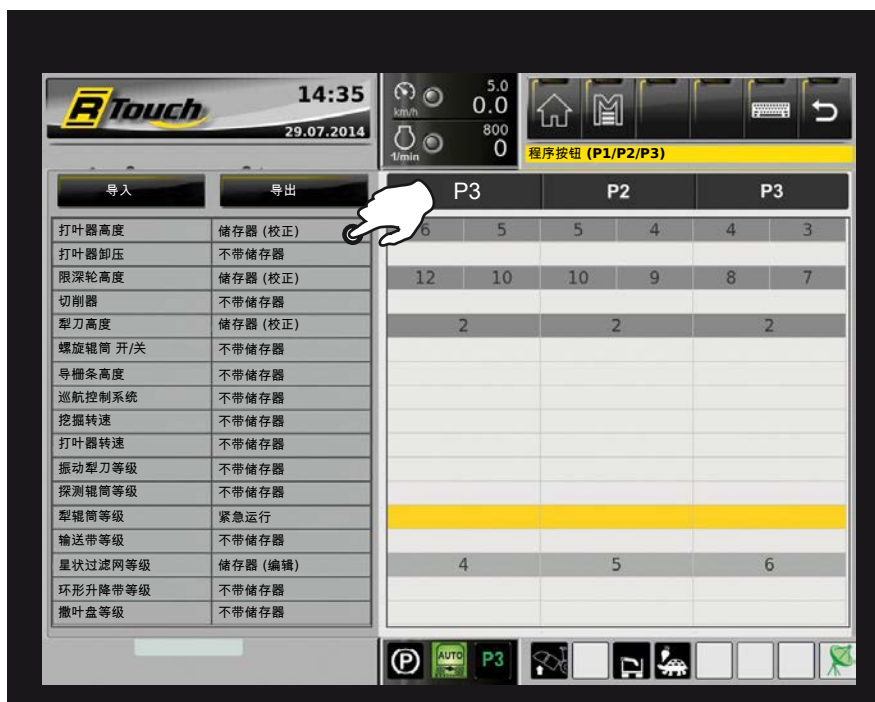 R Touch 14:35
29.07.2014
km/h 5.0
0.0
1/min 800
0
程序按钮 (P1/P2/P3)
导入 导出 P3 P2 P3
打叶器高度 储存器 (校正) 6 5 5 4 4 3
打叶器卸压 不带储存器
限深轮高度 储存器 (校正) 12 10 10 9 8 7
切削器 不带储存器
犁刀高度 储存器 (校正) 2 2 2
螺旋辊筒 开/关 不带储存器
导栅条高度 不带储存器
巡航控制系统 不带储存器
挖掘转速 不带储存器
打叶器转速 不带储存器
振动犁刀等级 不带储存器
探测辊筒等级 不带储存器
犁辊筒等级 紧急运行
输送带等级 不带储存器
星状过滤网等级 储存器 (编辑) 4 5 6
环形升降带等级 不带储存器
撒叶盘等级 不带储存器
P AUTO P3